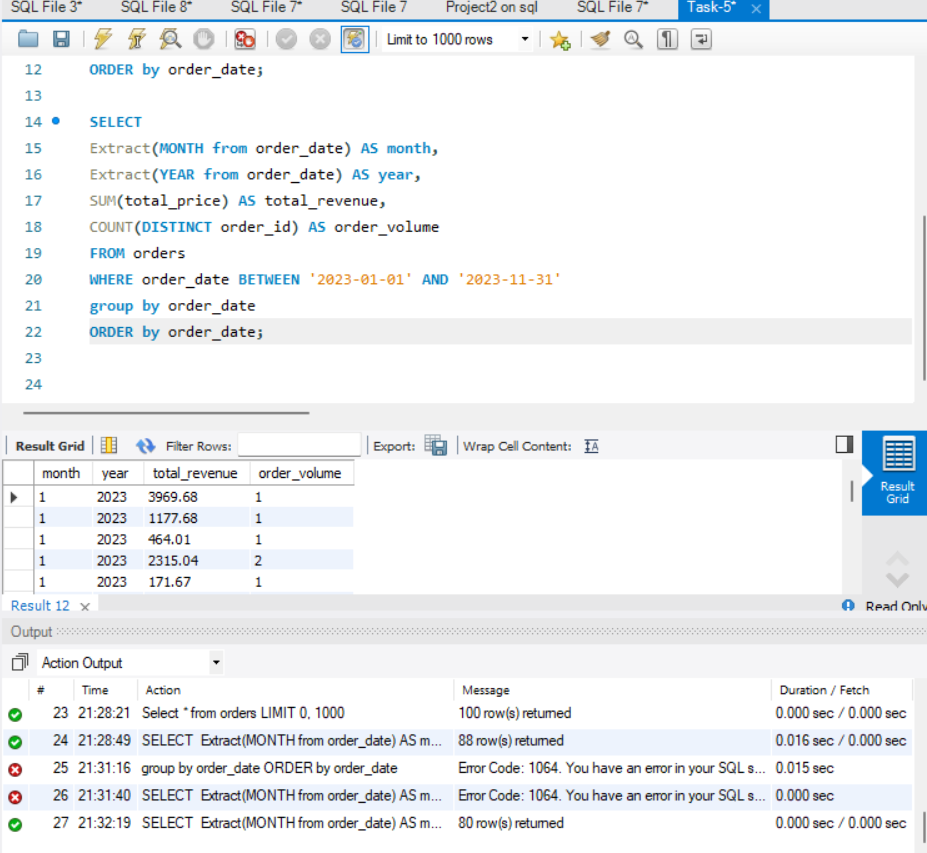 SQL File 3* SQL File 8* SQL File 7* SQL File 7 Project2 on sql SQL File 7* Task-5* ×
Limit to 1000 rows
12 ORDER by order_date;
13
14 SELECT
15 Extract(MONTH from order_date) AS month,
16 Extract(YEAR from order_date) AS year,
17 SUM(total_price) AS total_revenue,
18 COUNT(DISTINCT order_id) AS order_volume
19 FROM orders
20 WHERE order_date BETWEEN '2023-01-01' AND '2023-11-31'
21 group by order_date
22 ORDER by order_date;
23
24
Result Grid Filter Rows: Export: Wrap Cell Content: IA
Result Grid
month year total_revenue order_volume
1 2023 3969.68 1
1 2023 1177.68 1
1 2023 464.01 1
1 2023 2315.04 2
1 2023 171.67 1
Result 12 × Read Only
Output
Action Output
# Time Action Message Duration / Fetch
23 21:28:21 Select * from orders LIMIT 0, 1000 100 row(s) returned 0.000 sec / 0.000 sec
24 21:28:49 SELECT Extract(MONTH from order_date) AS m... 88 row(s) returned 0.016 sec / 0.000 sec
25 21:31:16 group by order_date ORDER by order_date Error Code: 1064. You have an error in your SQL s... 0.015 sec
26 21:31:40 SELECT Extract(MONTH from order_date) AS m... Error Code: 1064. You have an error in your SQL s... 0.000 sec
27 21:32:19 SELECT Extract(MONTH from order_date) AS m... 80 row(s) returned 0.000 sec / 0.000 sec